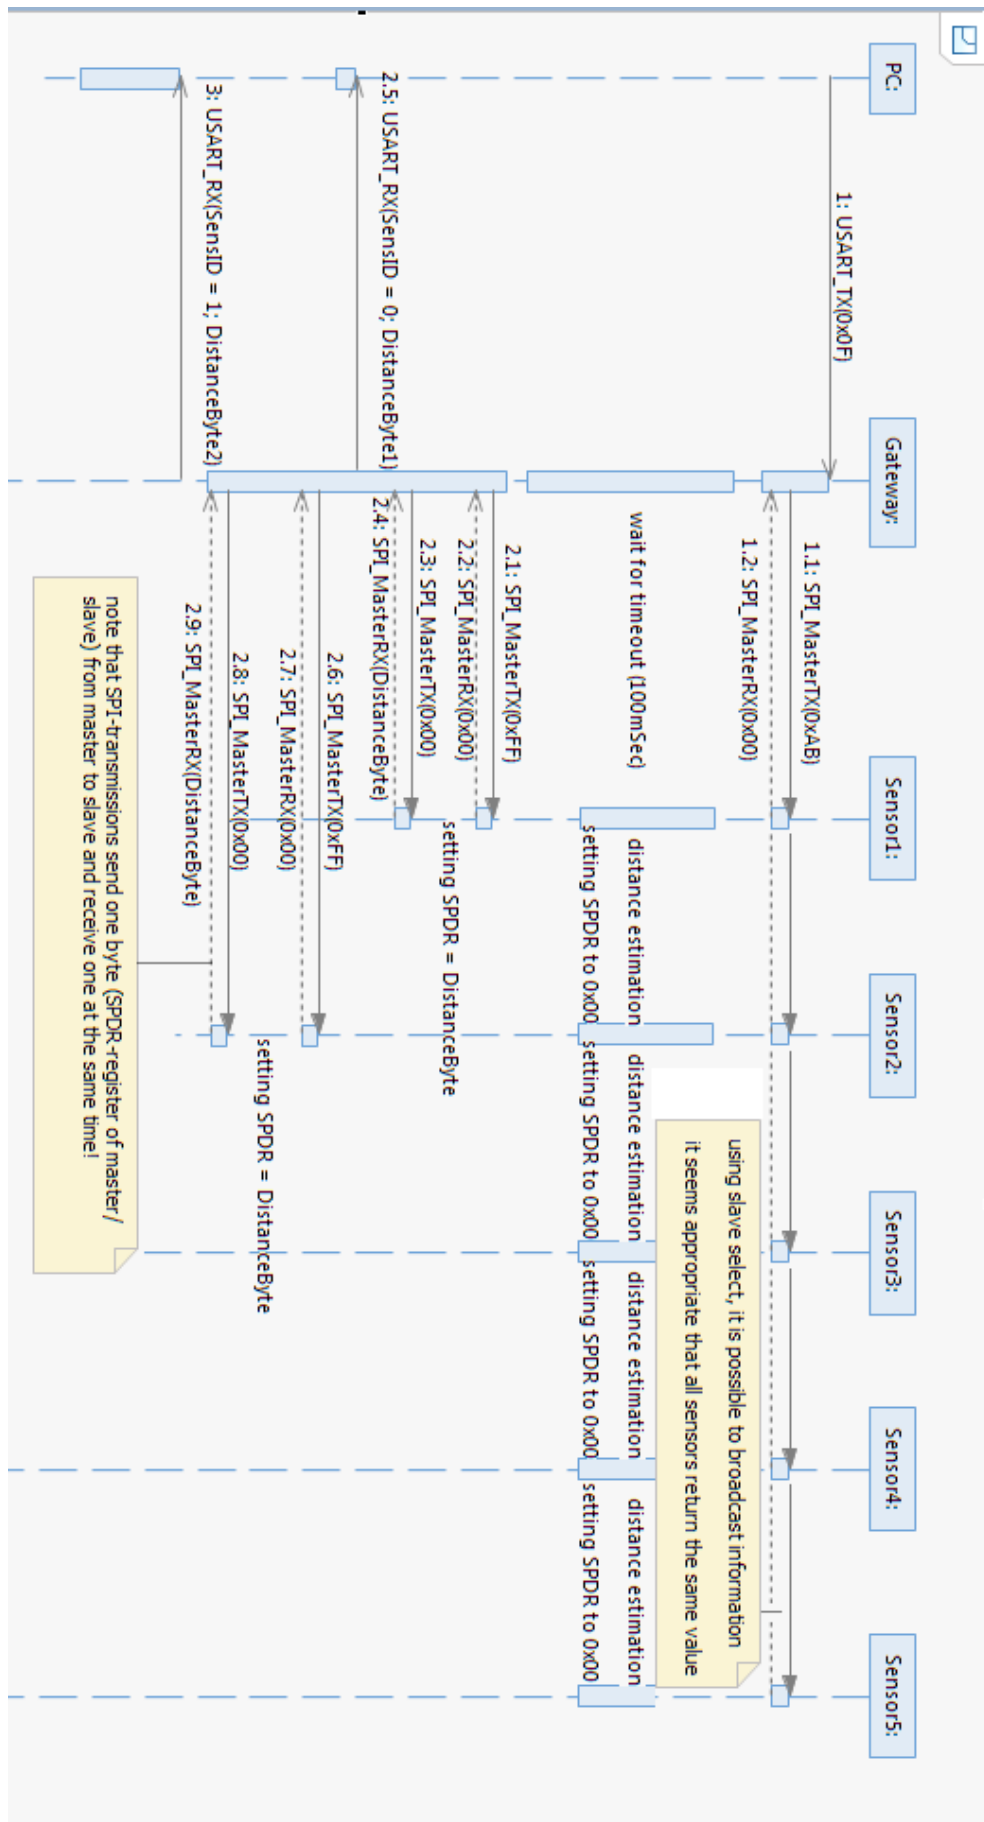 PC:
Gateway:
Sensor1:
Sensor2:
Sensor3:
Sensor4:
Sensor5:
1: USART_TX(0x0F)
1.1: SPI_MasterTX(0xAB)
1.2: SPI_MasterRX(0x00)
using slave select, it is possible to broadcast information
it seems appropriate that all sensors return the same value
wait for timeout (100mSec)
distance estimation
distance estimation
distance estimation
distance estimation
setting SPDR to 0x00
setting SPDR to 0x00
setting SPDR to 0x00
setting SPDR to 0x00
2.1: SPI_MasterTX(0xFF)
2.2: SPI_MasterRX(0x00)
setting SPDR = DistanceByte
2.3: SPI_MasterTX(0x00)
2.4: SPI_MasterRX(DistanceByte)
2.5: USART_RX(SensID = 0; DistanceByte1)
2.6: SPI_MasterTX(0xFF)
2.7: SPI_MasterRX(0x00)
setting SPDR = DistanceByte
2.8: SPI_MasterTX(0x00)
2.9: SPI_MasterRX(DistanceByte)
3: USART_RX(SensID = 1; DistanceByte2)
note that SPI-transmissions send one byte (SPDR-register of master/
slave) from master to slave and receive one at the same time!